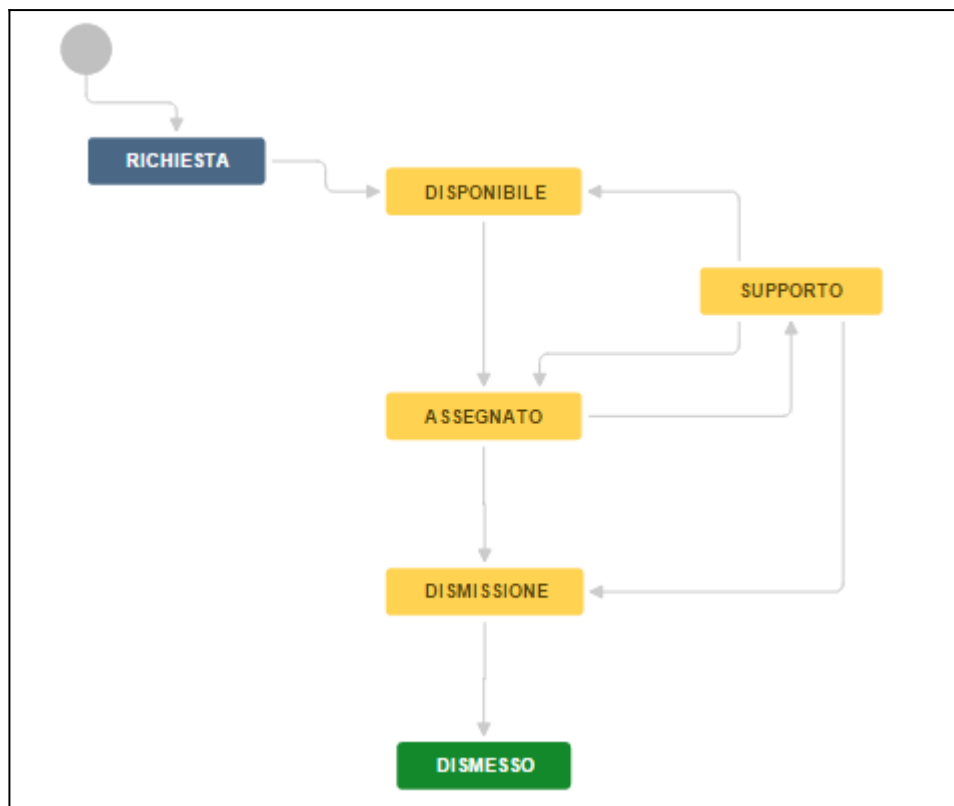 RICHIESTA
DISPONIBILE
SUPPORTO
ASSEGNATO
DISMISSIONE
DISMESSO